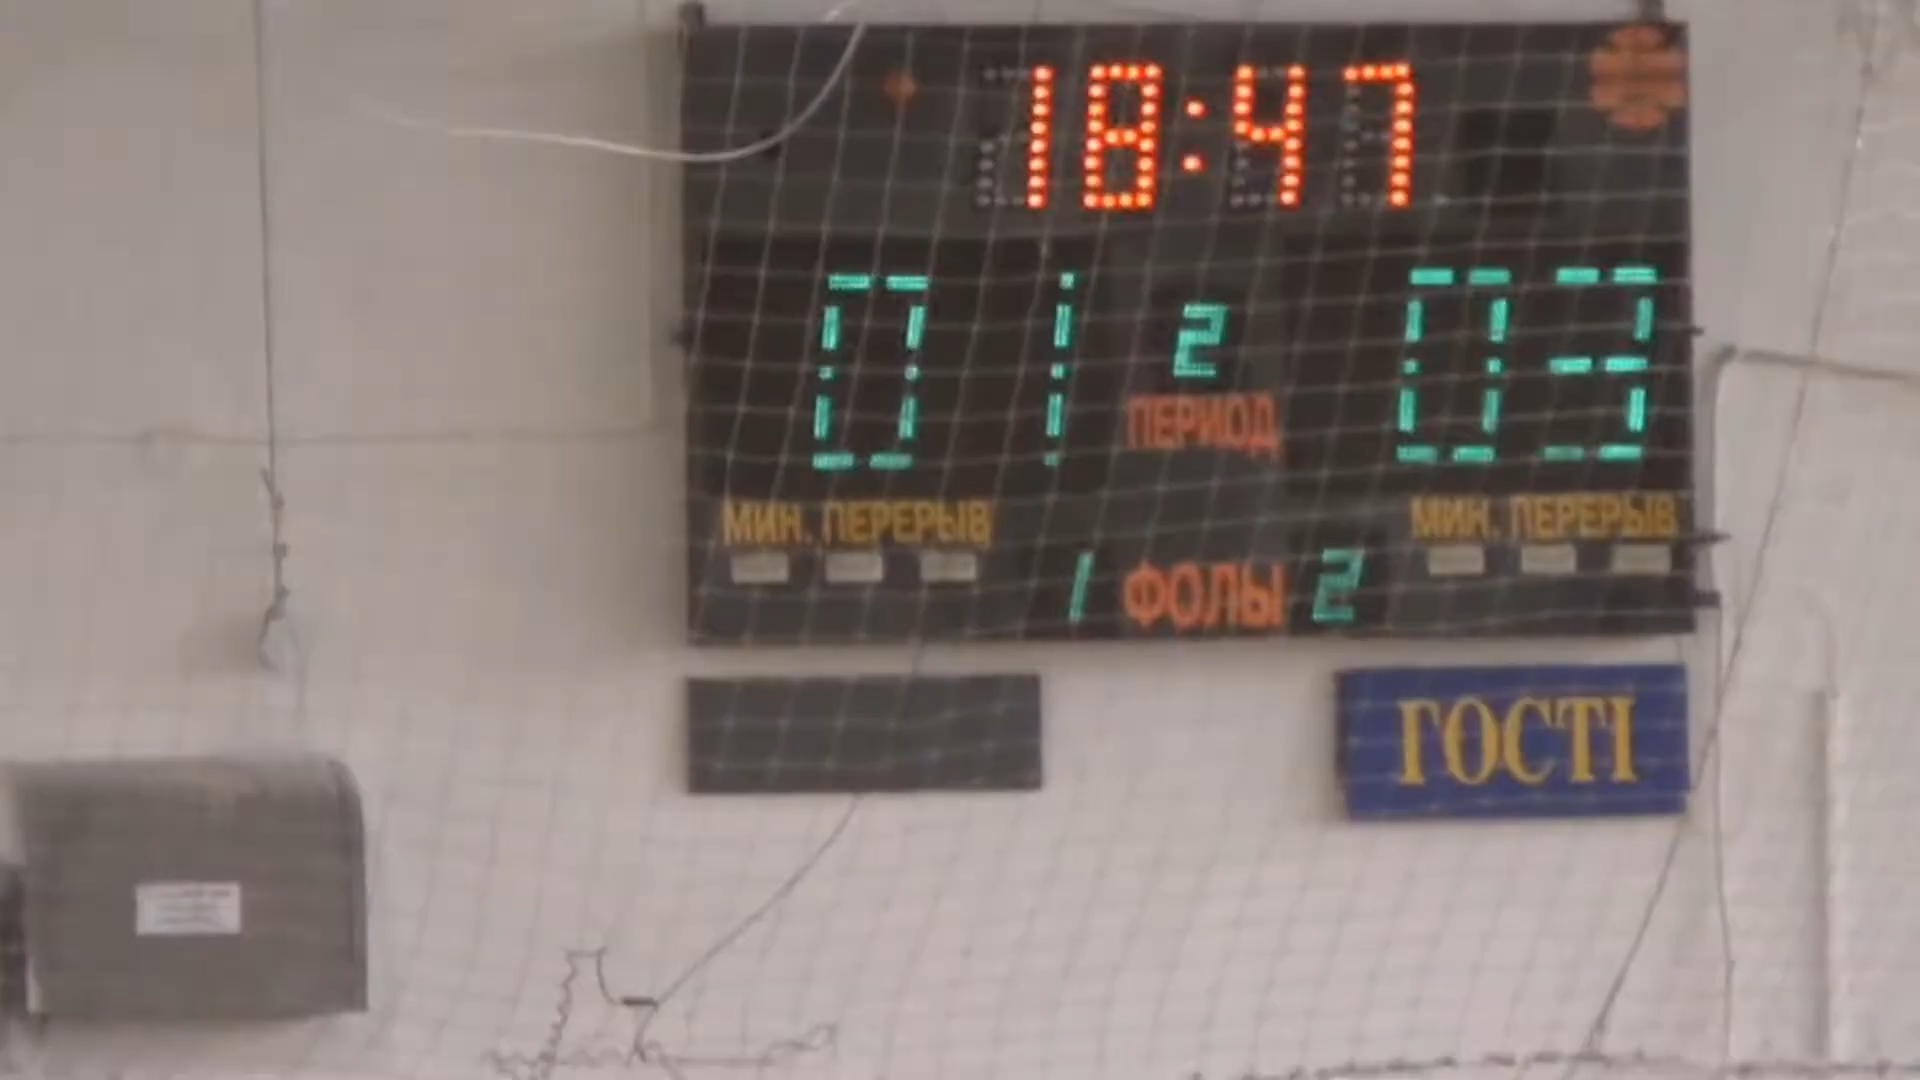 18:47
01 2 03
ПЕРИОД
МИН. ПЕРЕРЫВ МИН. ПЕРЕРЫВ
1 ФОЛЫ 2
ГОСТІ